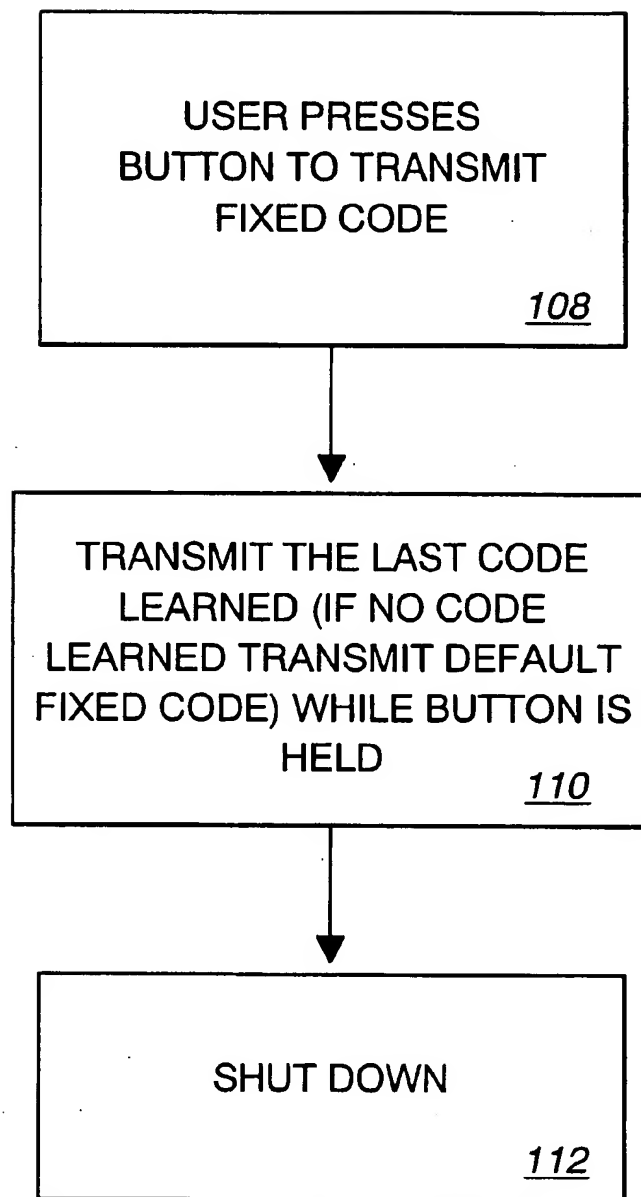 USER PRESSES
BUTTON TO TRANSMIT
FIXED CODE
108
TRANSMIT THE LAST CODE
LEARNED (IF NO CODE
LEARNED TRANSMIT DEFAULT
FIXED CODE) WHILE BUTTON IS
HELD
110
SHUT DOWN
112